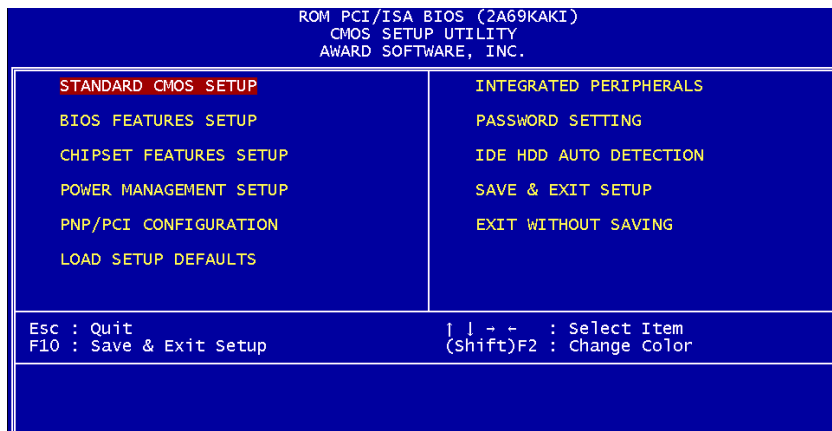 ROM PCI/ISA BIOS (2A69KAKI)
CMOS SETUP UTILITY
AWARD SOFTWARE, INC.
STANDARD CMOS SETUP
BIOS FEATURES SETUP
CHIPSET FEATURES SETUP
POWER MANAGEMENT SETUP
PNP/PCI CONFIGURATION
LOAD SETUP DEFAULTS
INTEGRATED PERIPHERALS
PASSWORD SETTING
IDE HDD AUTO DETECTION
SAVE & EXIT SETUP
EXIT WITHOUT SAVING
Esc : Quit
F10 : Save & Exit Setup
↑ ↓ → ← : Select Item
(Shift)F2 : Change Color